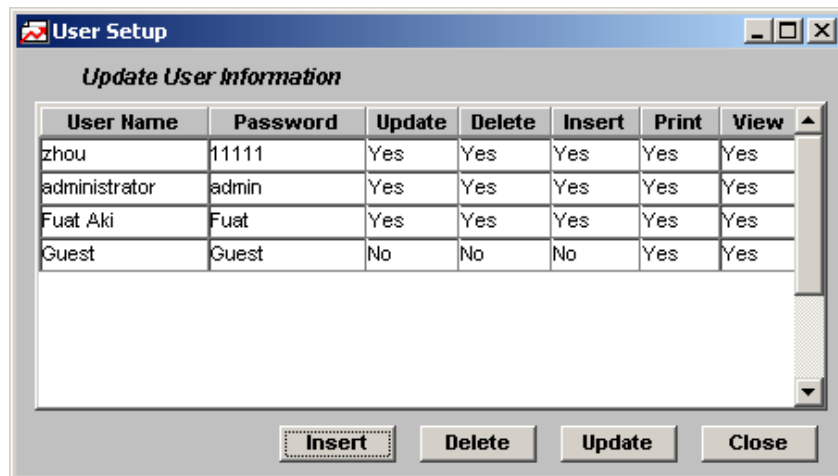 User Setup
Update User Information
User Name Password Update Delete Insert Print View
zhou 11111 Yes Yes Yes Yes Yes
administrator admin Yes Yes Yes Yes Yes
Fuat Aki Fuat Yes Yes Yes Yes Yes
Guest Guest No No No Yes Yes
Insert Delete Update Close